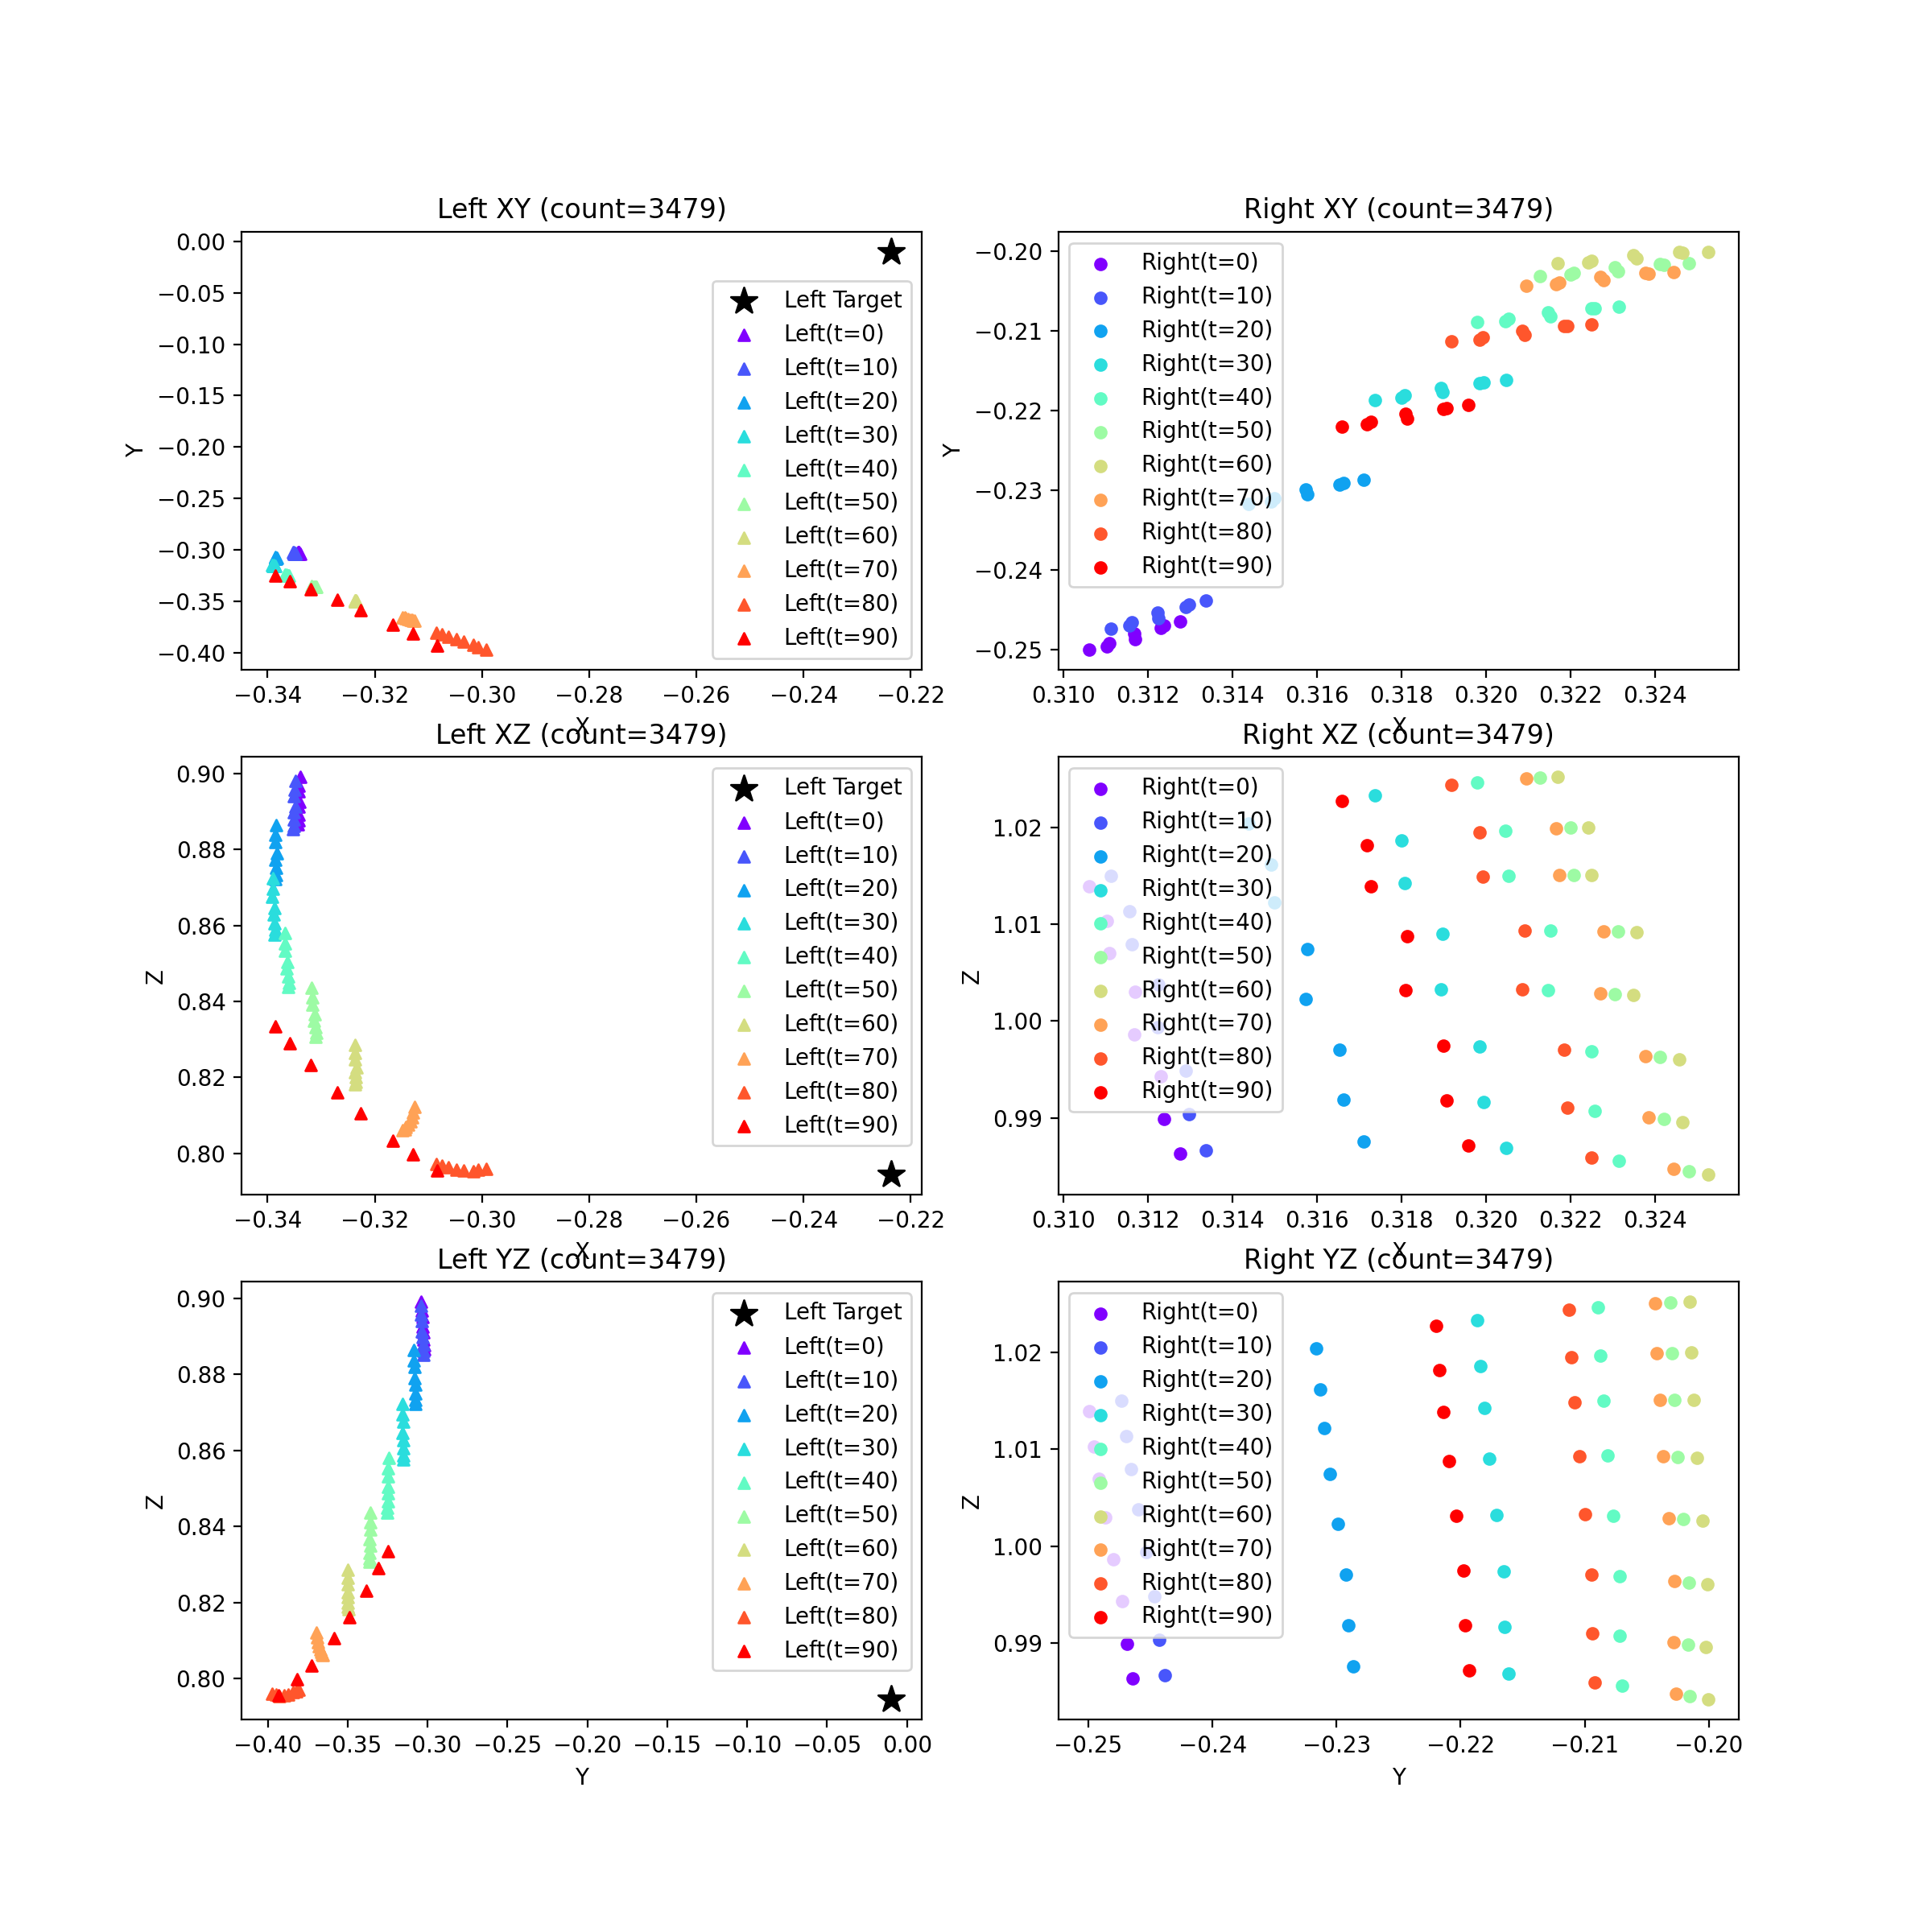 Left XY (count=3479)
0.00
−0.05
−0.10
−0.15
−0.20
−0.25
−0.30
−0.35
−0.40
Y
Left Target
Left(t=0)
Left(t=10)
Left(t=20)
Left(t=30)
Left(t=40)
Left(t=50)
Left(t=60)
Left(t=70)
Left(t=80)
Left(t=90)
−0.34 −0.32 −0.30 −0.28 −0.26 −0.24 −0.22
X
Right XY (count=3479)
−0.20
−0.21
−0.22
−0.23
−0.24
−0.25
Y
Right(t=0)
Right(t=10)
Right(t=20)
Right(t=30)
Right(t=40)
Right(t=50)
Right(t=60)
Right(t=70)
Right(t=80)
Right(t=90)
0.310 0.312 0.314 0.316 0.318 0.320 0.322 0.324
X
Left XZ (count=3479)
0.90
0.88
0.86
0.84
0.82
0.80
Z
Left Target
Left(t=0)
Left(t=10)
Left(t=20)
Left(t=30)
Left(t=40)
Left(t=50)
Left(t=60)
Left(t=70)
Left(t=80)
Left(t=90)
−0.34 −0.32 −0.30 −0.28 −0.26 −0.24 −0.22
X
Right XZ (count=3479)
1.02
1.01
1.00
0.99
Z
Right(t=0)
Right(t=10)
Right(t=20)
Right(t=30)
Right(t=40)
Right(t=50)
Right(t=60)
Right(t=70)
Right(t=80)
Right(t=90)
0.310 0.312 0.314 0.316 0.318 0.320 0.322 0.324
X
Left YZ (count=3479)
0.90
0.88
0.86
0.84
0.82
0.80
Z
Left Target
Left(t=0)
Left(t=10)
Left(t=20)
Left(t=30)
Left(t=40)
Left(t=50)
Left(t=60)
Left(t=70)
Left(t=80)
Left(t=90)
−0.40 −0.35 −0.30 −0.25 −0.20 −0.15 −0.10 −0.05 0.00
Y
Right YZ (count=3479)
1.02
1.01
1.00
0.99
Z
Right(t=0)
Right(t=10)
Right(t=20)
Right(t=30)
Right(t=40)
Right(t=50)
Right(t=60)
Right(t=70)
Right(t=80)
Right(t=90)
−0.25 −0.24 −0.23 −0.22 −0.21 −0.20
Y